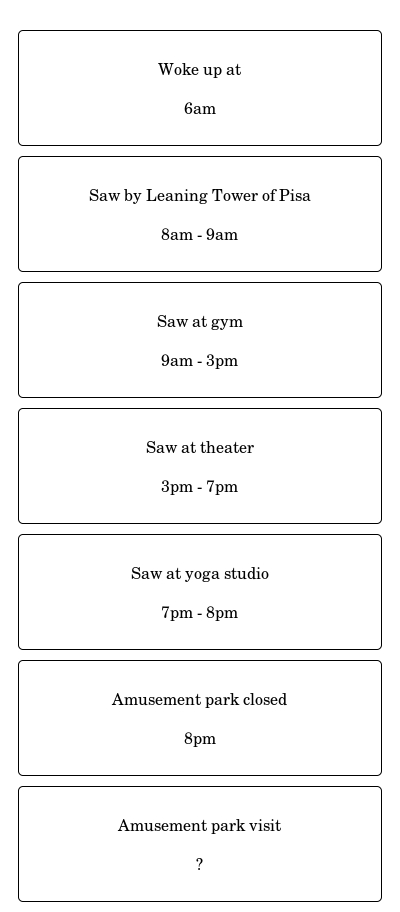 Woke up at
6am
Saw by Leaning Tower of Pisa
8am - 9am
Saw at gym
9am - 3pm
Saw at theater
3pm - 7pm
Saw at yoga studio
7pm - 8pm
Amusement park closed
8pm
Amusement park visit
?